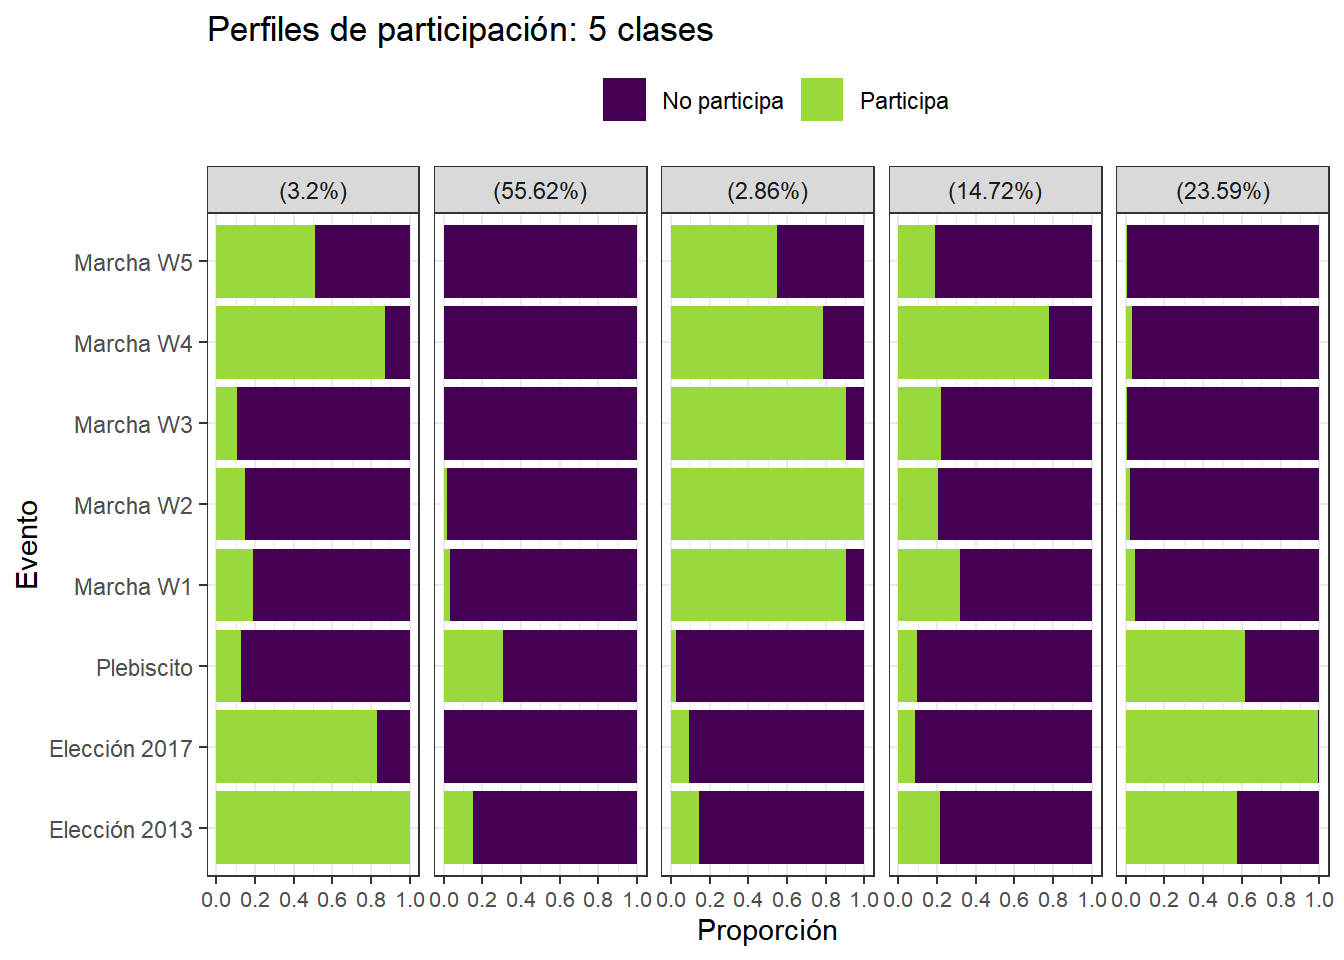 Perfiles de participación: 5 clases
No participa Participa
(3.2%) (55.62%) (2.86%) (14.72%) (23.59%)
Marcha W5
Marcha W4
Marcha W3
Marcha W2
Marcha W1
Plebiscito
Elección 2017
Elección 2013
Evento
0.0 0.2 0.4 0.6 0.8 1.0 0.0 0.2 0.4 0.6 0.8 1.0 0.0 0.2 0.4 0.6 0.8 1.0 0.0 0.2 0.4 0.6 0.8 1.0 0.0 0.2 0.4 0.6 0.8 1.0
Proporción